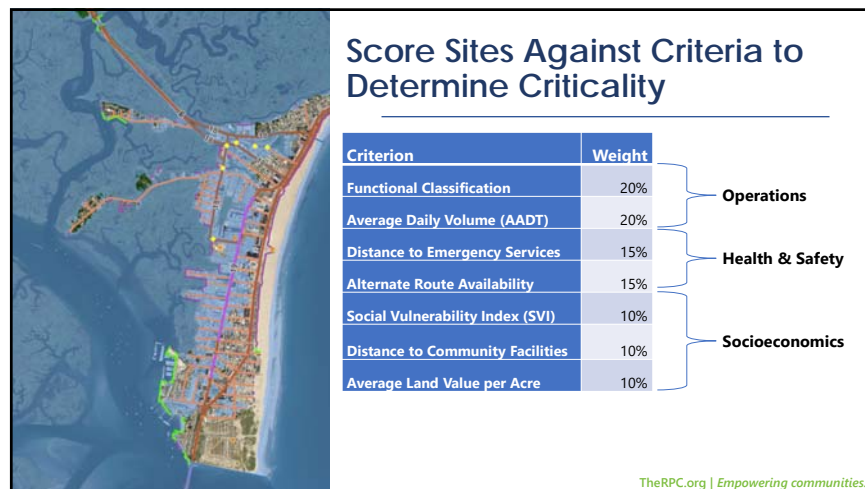 Score Sites Against Criteria to
Determine Criticality
Criterion Weight
Functional Classification 20%
Average Daily Volume (AADT) 20%
Operations
Distance to Emergency Services 15%
Alternate Route Availability 15%
Health & Safety
Social Vulnerability Index (SVI) 10%
Distance to Community Facilities 10%
Average Land Value per Acre 10%
Socioeconomics
TheRPC.org | Empowering communities